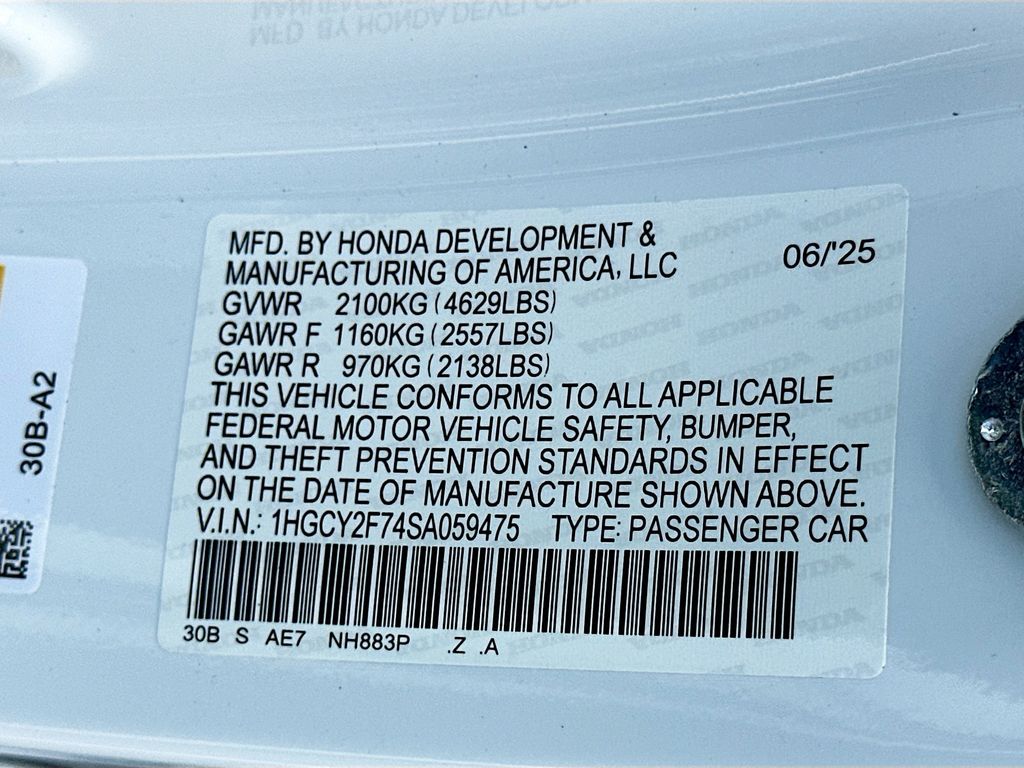 MFD. BY HONDA DEVELOPMENT &
MANUFACTURING OF AMERICA, LLC 06/'25
GVWR 2100KG (4629LBS)
GAWR F 1160KG (2557LBS)
GAWR R 970KG (2138LBS)
THIS VEHICLE CONFORMS TO ALL APPLICABLE
FEDERAL MOTOR VEHICLE SAFETY, BUMPER,
AND THEFT PREVENTION STANDARDS IN EFFECT
ON THE DATE OF MANUFACTURE SHOWN ABOVE.
V.I.N.: 1HGCY2F74SA059475 TYPE: PASSENGER CAR
30B S AE7 NH883P .Z .A
30B-A2